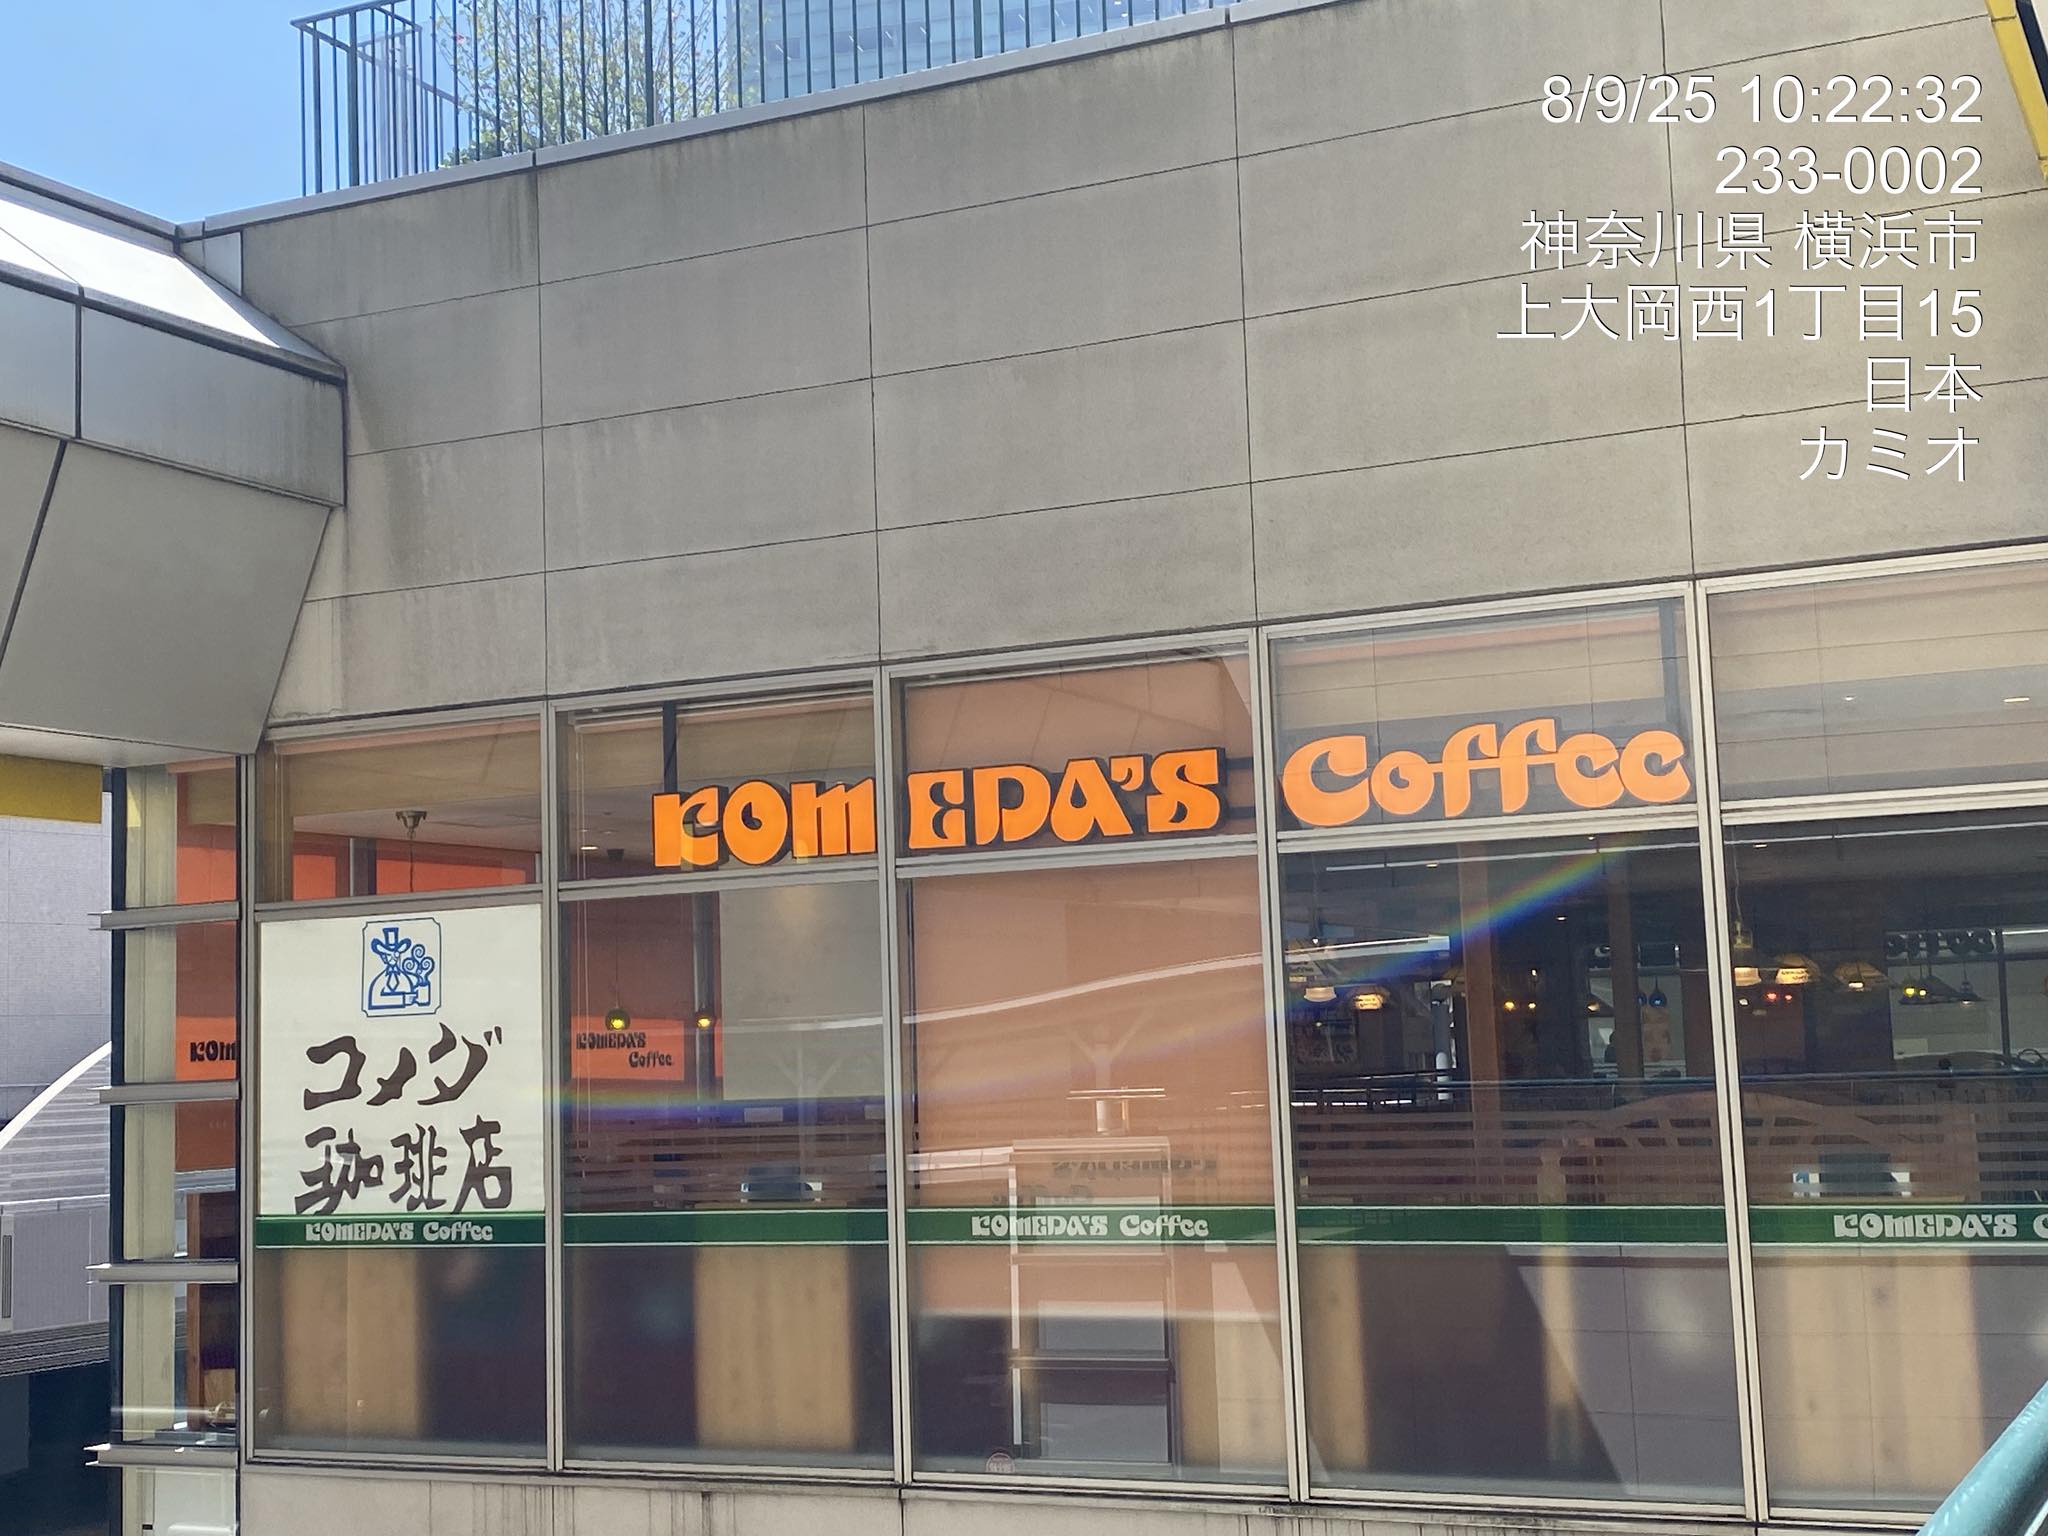 8/9/25 10:22:32
233-0002
神奈川県 横浜市
上大岡西1丁目15
日本
カミオ
KOMEDA'S Coffee
コメダ
珈琲店
KOMEDA'S Coffee
KOM
KOMEDA'S
Coffee
KOMEDA'S Coffee
KOMEDA'S C